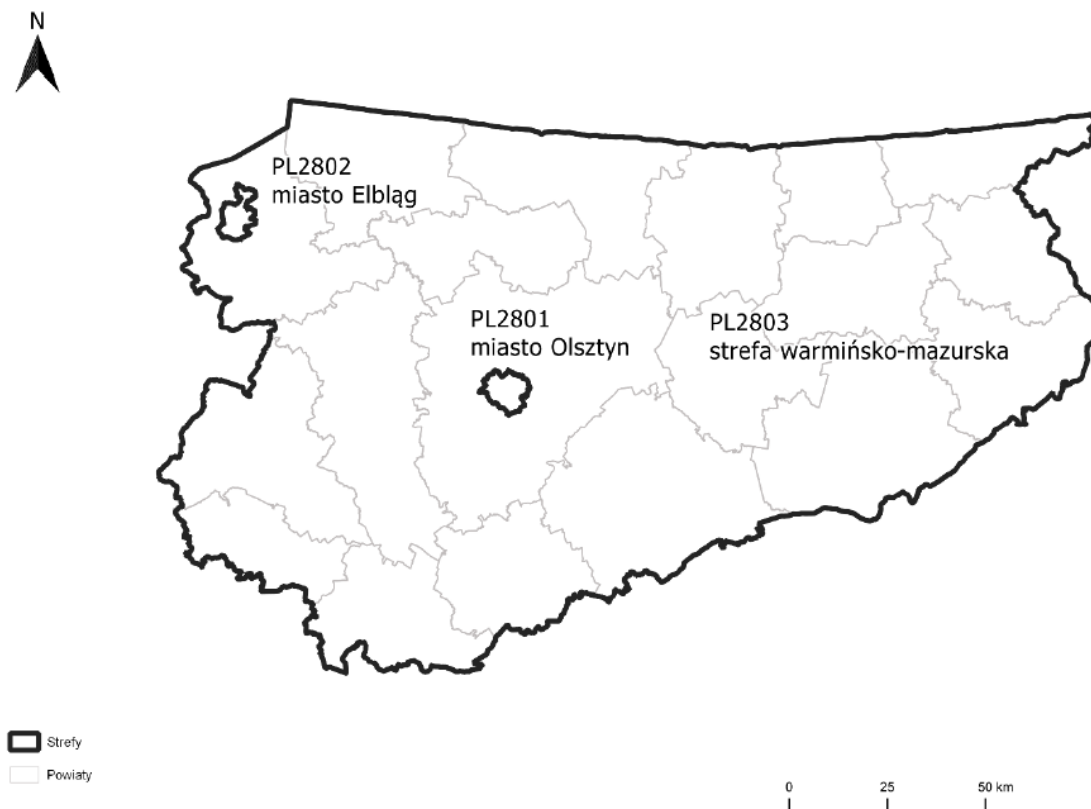 N
PL2802
miasto Elbląg
PL2801
miasto Olsztyn
PL2803
strefa warmińsko-mazurska
Strefy
Powiaty
0 25 50 km